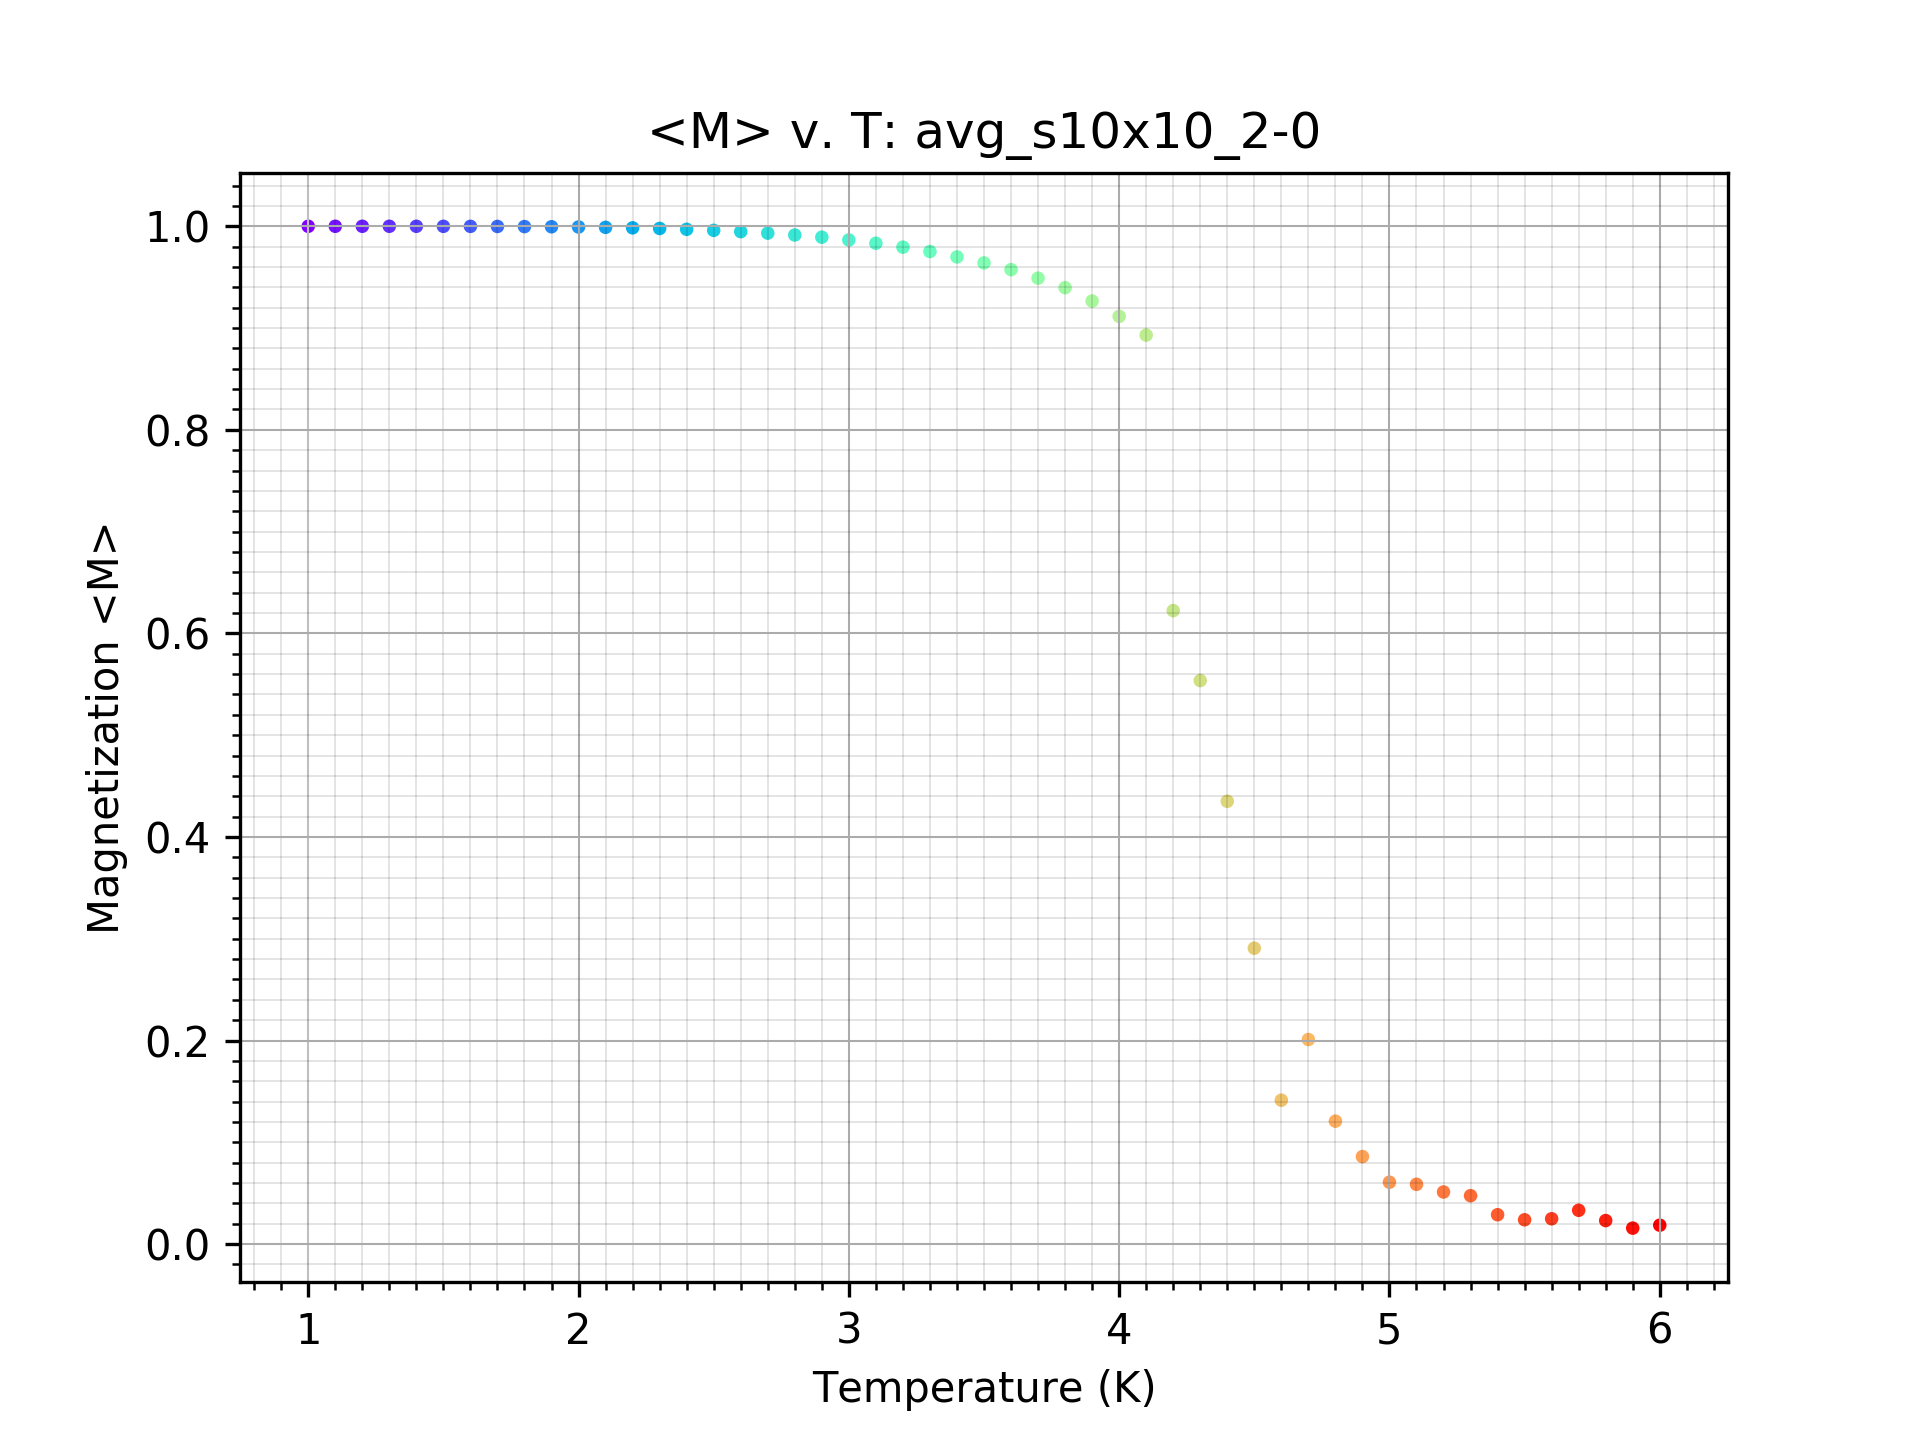 <M> v. T: avg_s10x10_2-0
1.0
0.8
0.6
0.4
0.2
0.0
Magnetization <M>
1 2 3 4 5 6
Temperature (K)